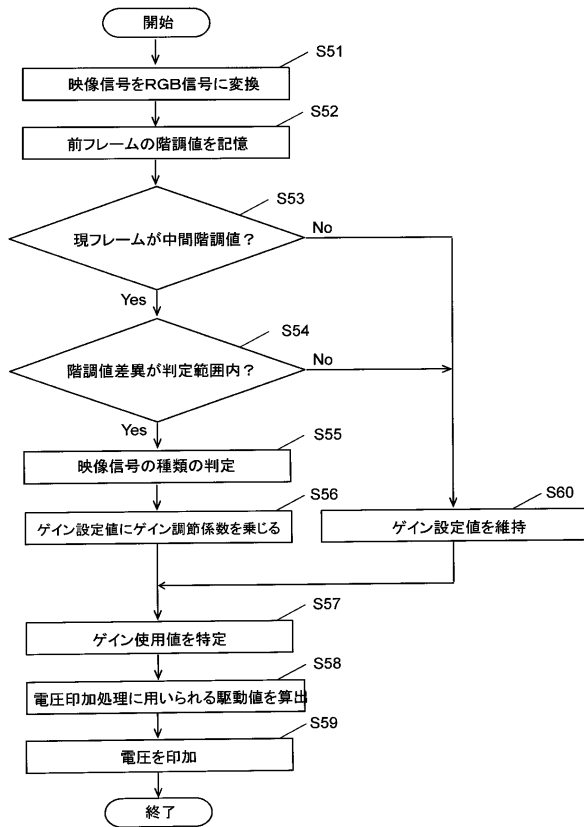 開始
S51
映像信号をRGB信号に変換
S52
前フレームの階調値を記憶
S53
現フレームが中間階調値？
No
Yes
S54
階調値差異が判定範囲内？
No
Yes
S55
映像信号の種類の判定
S56
ゲイン設定値にゲイン調節係数を乗じる
S60
ゲイン設定値を維持
S57
ゲイン使用値を特定
S58
電圧印加処理に用いられる駆動値を算出
S59
電圧を印加
終了